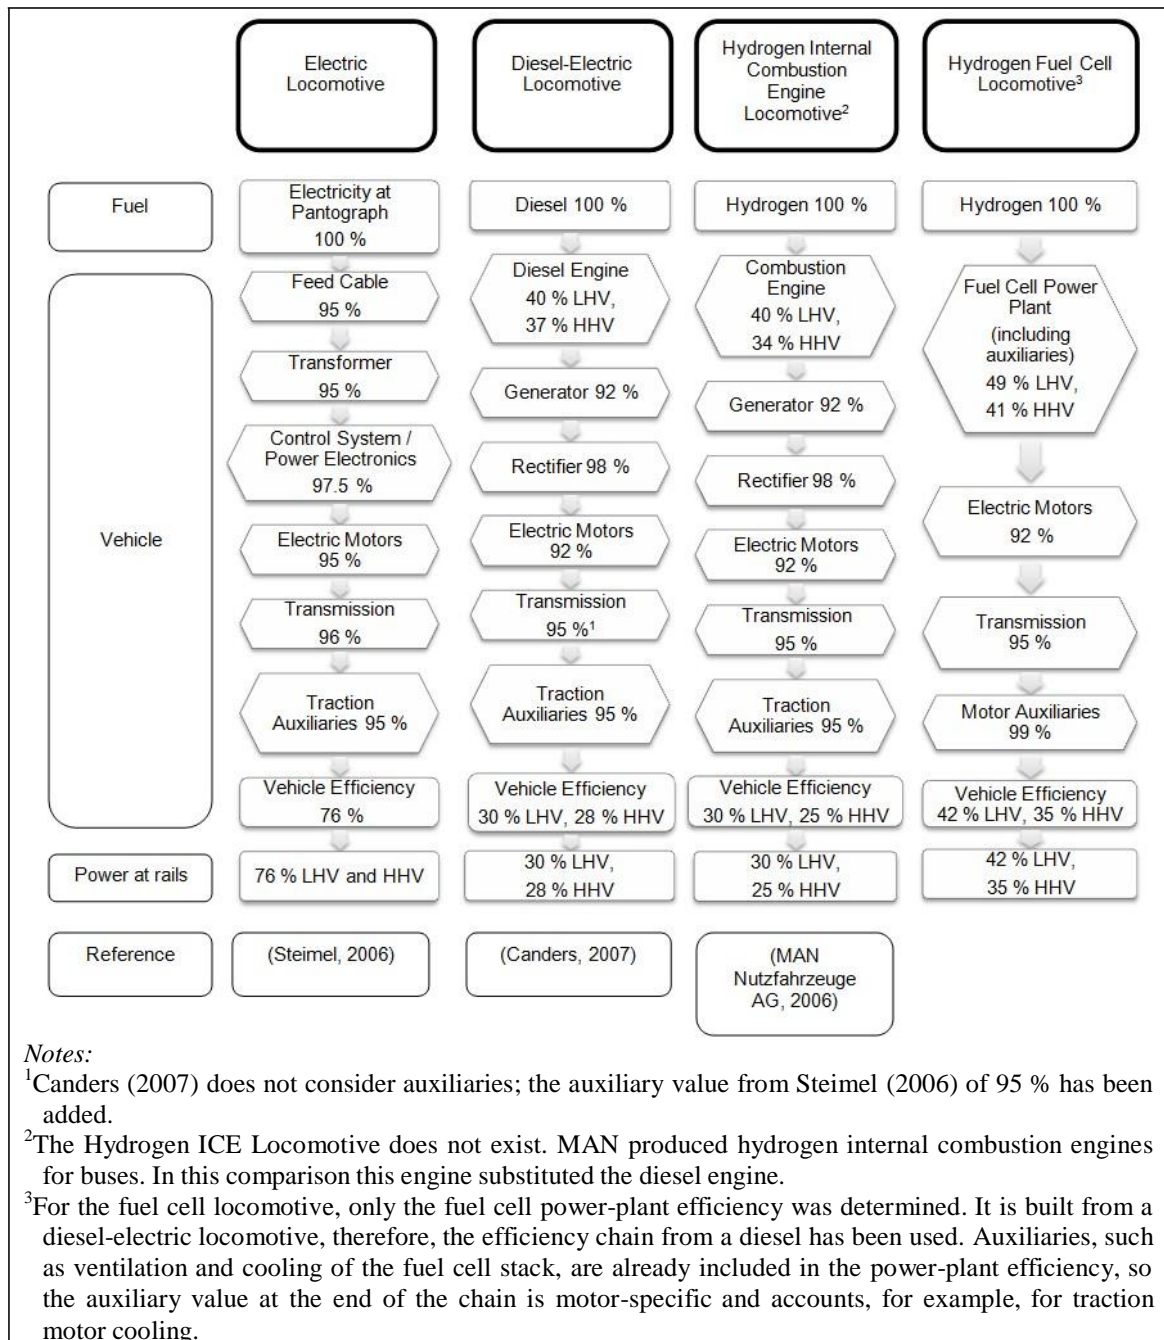 Electric
Locomotive
Diesel-Electric
Locomotive
Hydrogen Internal
Combustion
Engine
Locomotive²
Hydrogen Fuel Cell
Locomotive³
Fuel
Electricity at
Pantograph
100 %
Diesel 100 %
Hydrogen 100 %
Hydrogen 100 %
Vehicle
Feed Cable
95 %
Transformer
95 %
Control System /
Power Electronics
97.5 %
Electric Motors
95 %
Transmission
96 %
Traction
Auxiliaries 95 %
Vehicle Efficiency
76 %
Diesel Engine
40 % LHV,
37 % HHV
Generator 92 %
Rectifier 98 %
Electric Motors
92 %
Transmission
95 %¹
Traction
Auxiliaries 95 %
Vehicle Efficiency
30 % LHV, 28 % HHV
Combustion
Engine
40 % LHV,
34 % HHV
Generator 92 %
Rectifier 98 %
Electric Motors
92 %
Transmission
95 %
Traction
Auxiliaries 95 %
Vehicle Efficiency
30 % LHV, 25 % HHV
Fuel Cell Power
Plant
(including
auxiliaries)
49 % LHV,
41 % HHV
Electric Motors
92 %
Transmission
95 %
Motor Auxiliaries
99 %
Vehicle Efficiency
42 % LHV, 35 % HHV
Power at rails
76 % LHV and HHV
30 % LHV,
28 % HHV
30 % LHV,
25 % HHV
42 % LHV,
35 % HHV
Reference
(Steimel, 2006)
(Canders, 2007)
(MAN
Nutzfahrzeuge
AG, 2006)
Notes:
¹Canders (2007) does not consider auxiliaries; the auxiliary value from Steimel (2006) of 95 % has been
added.
²The Hydrogen ICE Locomotive does not exist. MAN produced hydrogen internal combustion engines
for buses. In this comparison this engine substituted the diesel engine.
³For the fuel cell locomotive, only the fuel cell power-plant efficiency was determined. It is built from a
diesel-electric locomotive, therefore, the efficiency chain from a diesel has been used. Auxiliaries, such
as ventilation and cooling of the fuel cell stack, are already included in the power-plant efficiency, so
the auxiliary value at the end of the chain is motor-specific and accounts, for example, for traction
motor cooling.